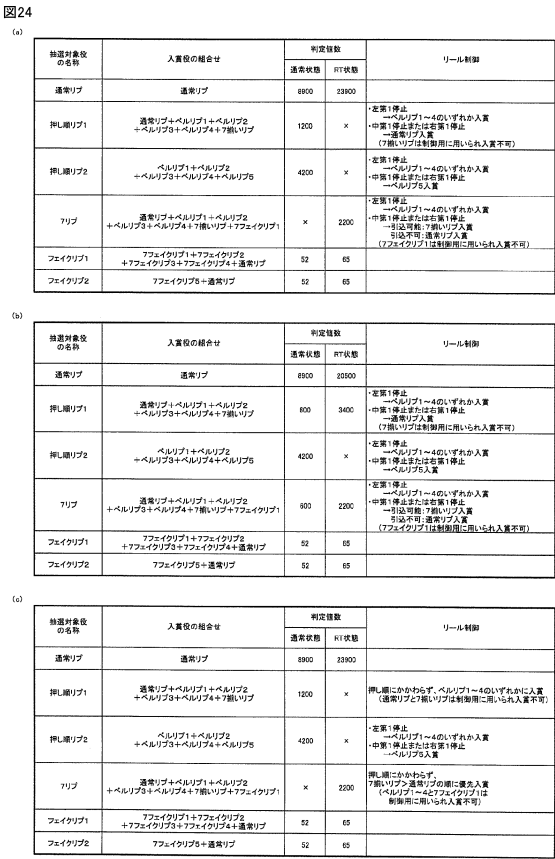 図24
(a)
抽選対象役の名称 入賞役の組合せ 判定値数 リール制御
通常状態 RT状態
通常リプ 通常リプ 8900 23900
押し順リプ1 通常リプ+ベルリプ1+ベルリプ2 1200 × ・左第1停止
+ベルリプ3+ベルリプ4+7揃いリプ →ベルリプ1~4のいずれか入賞
・中第1停止または右第1停止
→通常リプ入賞
(7揃いリプは制御用に用いられ入賞不可)
押し順リプ2 ベルリプ1+ベルリプ2 4200 × ・左第1停止
+ベルリプ3+ベルリプ4+ベルリプ5 →ベルリプ1~4のいずれか入賞
・中第1停止または右第1停止
→ベルリプ5入賞
7リプ 通常リプ+ベルリプ1+ベルリプ2 × 2200 ・左第1停止
+ベルリプ3+ベルリプ4+7揃いリプ+7フェイクリプ1 →ベルリプ1~4のいずれか入賞
・中第1停止または右第1停止
→引込可能:7揃いリプ入賞
引込不可:通常リプ入賞
(7フェイクリプ1は制御用に用いられ入賞不可)
フェイクリプ1 7フェイクリプ1+7フェイクリプ2 52 65
+7フェイクリプ3+7フェイクリプ4+通常リプ
フェイクリプ2 7フェイクリプ5+通常リプ 52 65
(b)
抽選対象役の名称 入賞役の組合せ 判定値数 リール制御
通常状態 RT状態
通常リプ 通常リプ 8900 20500
押し順リプ1 通常リプ+ベルリプ1+ベルリプ2 600 3400 ・左第1停止
+ベルリプ3+ベルリプ4+7揃いリプ →ベルリプ1~4のいずれか入賞
・中第1停止または右第1停止
→通常リプ入賞
(7揃いリプは制御用に用いられ入賞不可)
押し順リプ2 ベルリプ1+ベルリプ2 4200 × ・左第1停止
+ベルリプ3+ベルリプ4+ベルリプ5 →ベルリプ1~4のいずれか入賞
・中第1停止または右第1停止
→ベルリプ5入賞
7リプ 通常リプ+ベルリプ1+ベルリプ2 600 2200 ・左第1停止
+ベルリプ3+ベルリプ4+7揃いリプ+7フェイクリプ1 →ベルリプ1~4のいずれか入賞
・中第1停止または右第1停止
→引込可能:7揃いリプ入賞
引込不可:通常リプ入賞
(7フェイクリプ1は制御用に用いられ入賞不可)
フェイクリプ1 7フェイクリプ1+7フェイクリプ2 52 65
+7フェイクリプ3+7フェイクリプ4+通常リプ
フェイクリプ2 7フェイクリプ5+通常リプ 52 65
(c)
抽選対象役の名称 入賞役の組合せ 判定値数 リール制御
通常状態 RT状態
通常リプ 通常リプ 8900 23900
押し順リプ1 通常リプ+ベルリプ1+ベルリプ2 1200 × 押し順にかかわらず、ベルリプ1~4のいずれかに入賞
+ベルリプ3+ベルリプ4+7揃いリプ (通常リプと7揃いリプは制御用に用いられ入賞不可)
押し順リプ2 ベルリプ1+ベルリプ2 4200 × ・左第1停止
+ベルリプ3+ベルリプ4+ベルリプ5 →ベルリプ1~4のいずれか入賞
・中第1停止または右第1停止
→ベルリプ5入賞
7リプ 通常リプ+ベルリプ1+ベルリプ2 × 2200 押し順にかかわらず、
+ベルリプ3+ベルリプ4+7揃いリプ+7フェイクリプ1 7揃いリプ>通常リプの順に優先入賞
(ベルリプ1~4と7フェイクリプ1は
制御用に用いられ入賞不可)
フェイクリプ1 7フェイクリプ1+7フェイクリプ2 52 65
+7フェイクリプ3+7フェイクリプ4+通常リプ
フェイクリプ2 7フェイクリプ5+通常リプ 52 65